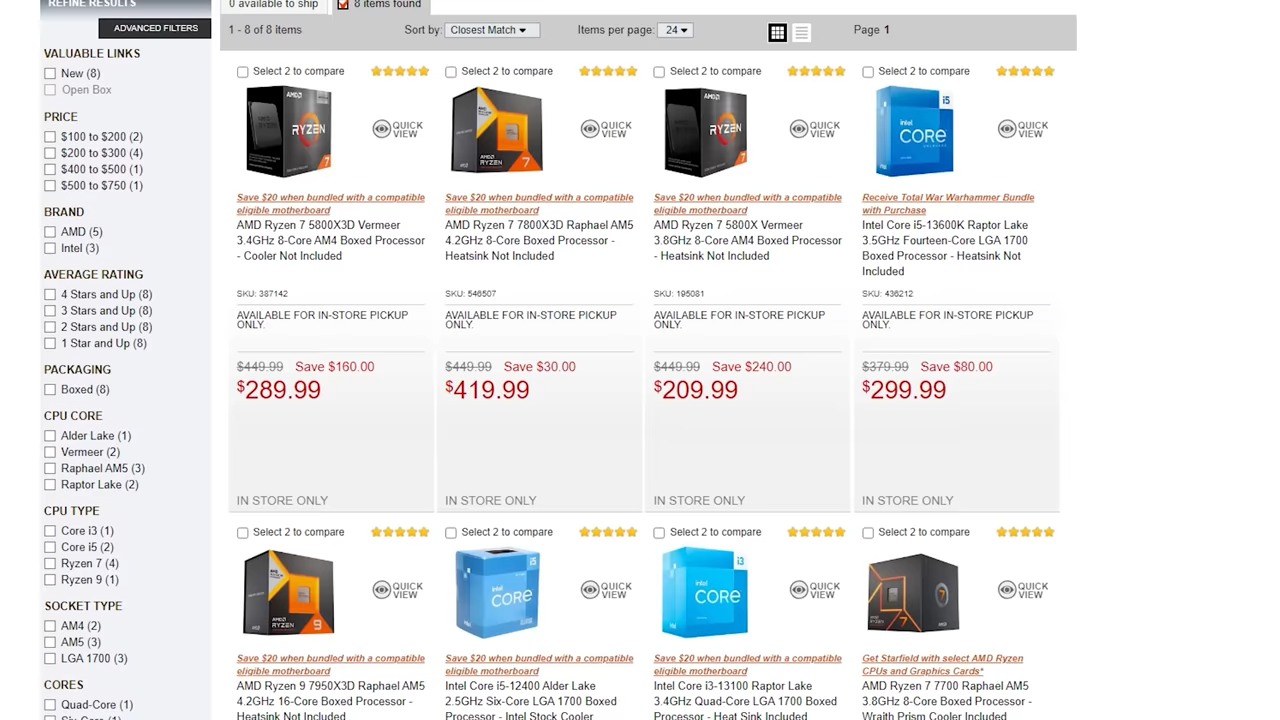 REFINE RESULTS
0 available to ship
8 items found
ADVANCED FILTERS
1 - 8 of 8 items
Sort by: Closest Match
Items per page: 24
Page 1
VALUABLE LINKS
New (8)
Open Box
PRICE
$100 to $200 (2)
$200 to $300 (4)
$400 to $500 (1)
$500 to $750 (1)
BRAND
AMD (5)
Intel (3)
AVERAGE RATING
4 Stars and Up (8)
3 Stars and Up (8)
2 Stars and Up (8)
1 Star and Up (8)
PACKAGING
Boxed (8)
CPU CORE
Alder Lake (1)
Vermeer (2)
Raphael AM5 (3)
Raptor Lake (2)
CPU TYPE
Core i3 (1)
Core i5 (2)
Ryzen 7 (4)
Ryzen 9 (1)
SOCKET TYPE
AM4 (2)
AM5 (3)
LGA 1700 (3)
CORES
Quad-Core (1)
Six-Core (1)
Select 2 to compare
AMD
RYZEN
7
QUICK
VIEW
Save $20 when bundled with a compatible
eligible motherboard
AMD Ryzen 7 5800X3D Vermeer
3.4GHz 8-Core AM4 Boxed Processor
- Cooler Not Included
SKU: 387142
AVAILABLE FOR IN-STORE PICKUP
ONLY.
$449.99 Save $160.00
$289.99
IN STORE ONLY
Select 2 to compare
7
QUICK
VIEW
Save $20 when bundled with a compatible
eligible motherboard
AMD Ryzen 7 7800X3D Raphael AM5
4.2GHz 8-Core Boxed Processor -
Heatsink Not Included
SKU: 546507
AVAILABLE FOR IN-STORE PICKUP
ONLY.
$449.99 Save $30.00
$419.99
IN STORE ONLY
Select 2 to compare
AMD
RYZEN
7
QUICK
VIEW
Save $20 when bundled with a compatible
eligible motherboard
AMD Ryzen 7 5800X Vermeer
3.8GHz 8-Core AM4 Boxed Processor
- Heatsink Not Included
SKU: 195081
AVAILABLE FOR IN-STORE PICKUP
ONLY.
$449.99 Save $240.00
$209.99
IN STORE ONLY
Select 2 to compare
i5
intel
CORE
QUICK
VIEW
Receive Total War Warhammer Bundle
with Purchase
Intel Core i5-13600K Raptor Lake
3.5GHz Fourteen-Core LGA 1700
Boxed Processor - Heatsink Not
Included
SKU: 436212
AVAILABLE FOR IN-STORE PICKUP
ONLY.
$379.99 Save $80.00
$299.99
IN STORE ONLY
Select 2 to compare
9
QUICK
VIEW
Save $20 when bundled with a compatible
eligible motherboard
AMD Ryzen 9 7950X3D Raphael AM5
4.2GHz 16-Core Boxed Processor -
Heatsink Not Included
Select 2 to compare
i5
intel
CORE
QUICK
VIEW
Save $20 when bundled with a compatible
eligible motherboard
Intel Core i5-12400 Alder Lake
2.5GHz Six-Core LGA 1700 Boxed
Processor - Intel Stock Cooler
Select 2 to compare
i3
intel
CORE
QUICK
VIEW
Save $20 when bundled with a compatible
eligible motherboard
Intel Core i3-13100 Raptor Lake
3.4GHz Quad-Core LGA 1700 Boxed
Processor - Heat Sink Included
Select 2 to compare
7
QUICK
VIEW
Get Starfield with select AMD Ryzen
CPUs and Graphics Cards*
AMD Ryzen 7 7700 Raphael AM5
3.8GHz 8-Core Boxed Processor -
Wraith Prism Cooler Included